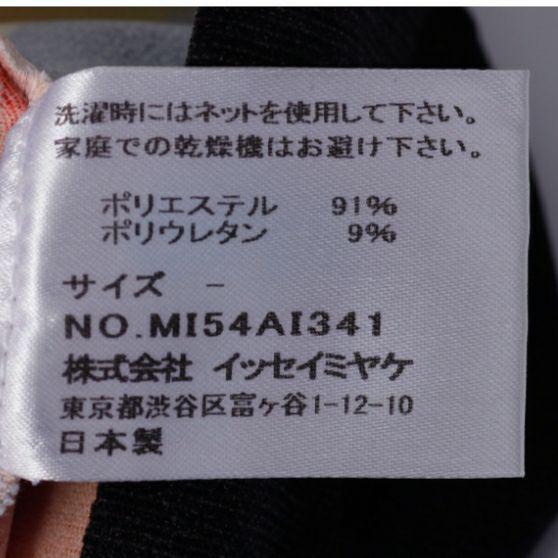 洗濯時にはネットを使用して下さい。
家庭での乾燥機はお避け下さい。
ポリエステル 91%
ポリウレタン 9%
サイズ -
NO.MI54AI341
株式会社 イッセイミヤケ
東京都渋谷区富ヶ谷1-12-10
日本製